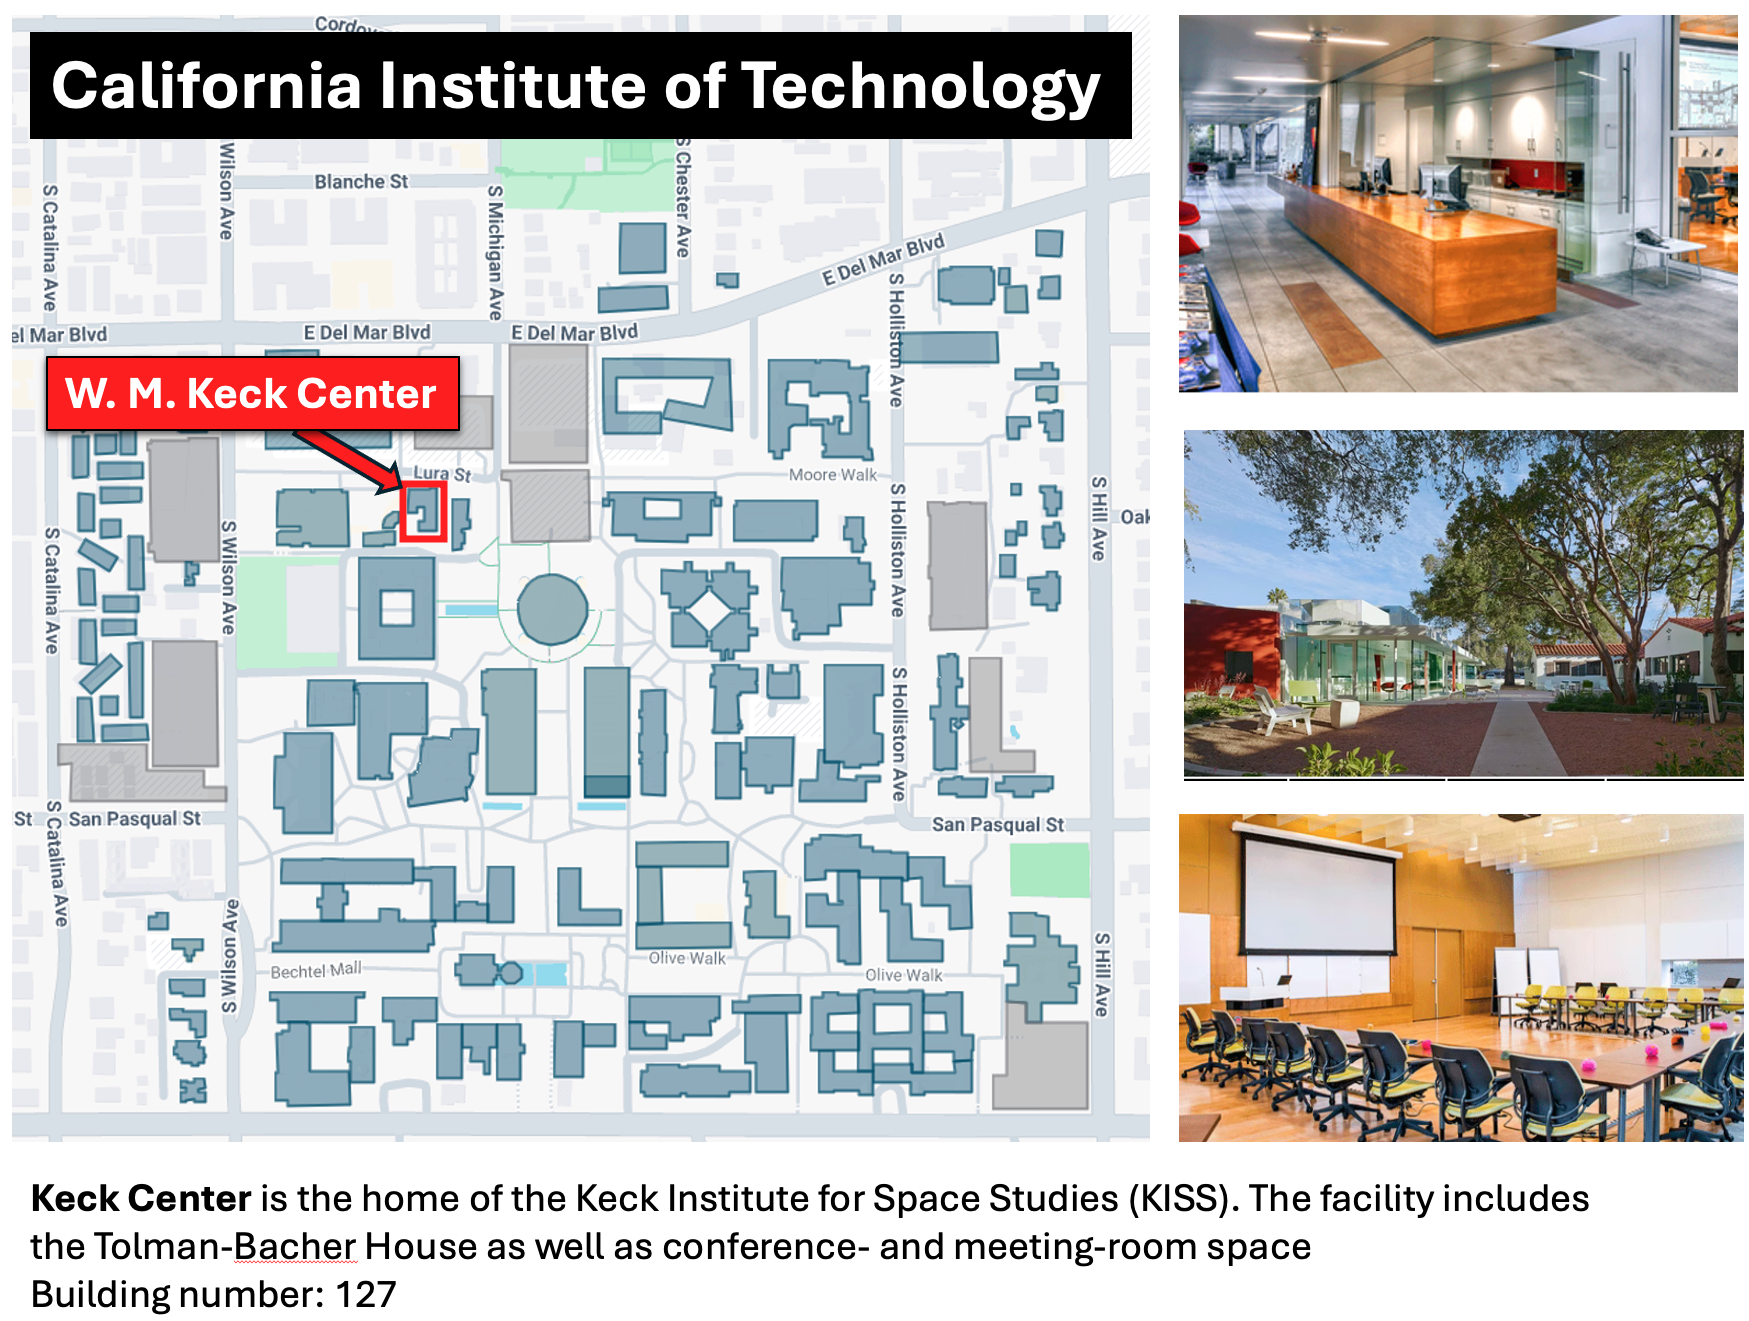 Cordov
California Institute of Technology
Blanche St
S Catalina Ave
Wilson Ave
S Michigan Ave
S Chester Ave
E Del Mar Blvd
S Holliston Ave
el Mar Blvd
E Del Mar Blvd
E Del Mar Blvd
W. M. Keck Center
Lura St
Moore Walk
S Catalina Ave
S Wilson Ave
S Holliston Ave
S Hill Ave
Oak
S Holliston Ave
St
San Pasqual St
San Pasqual St
S Catalina Ave
S Wilson Ave
Bechtel Mall
Olive Walk
Olive Walk
S Hill Ave
Keck Center is the home of the Keck Institute for Space Studies (KISS). The facility includes
the Tolman-Bacher House as well as conference- and meeting-room space
Building number: 127